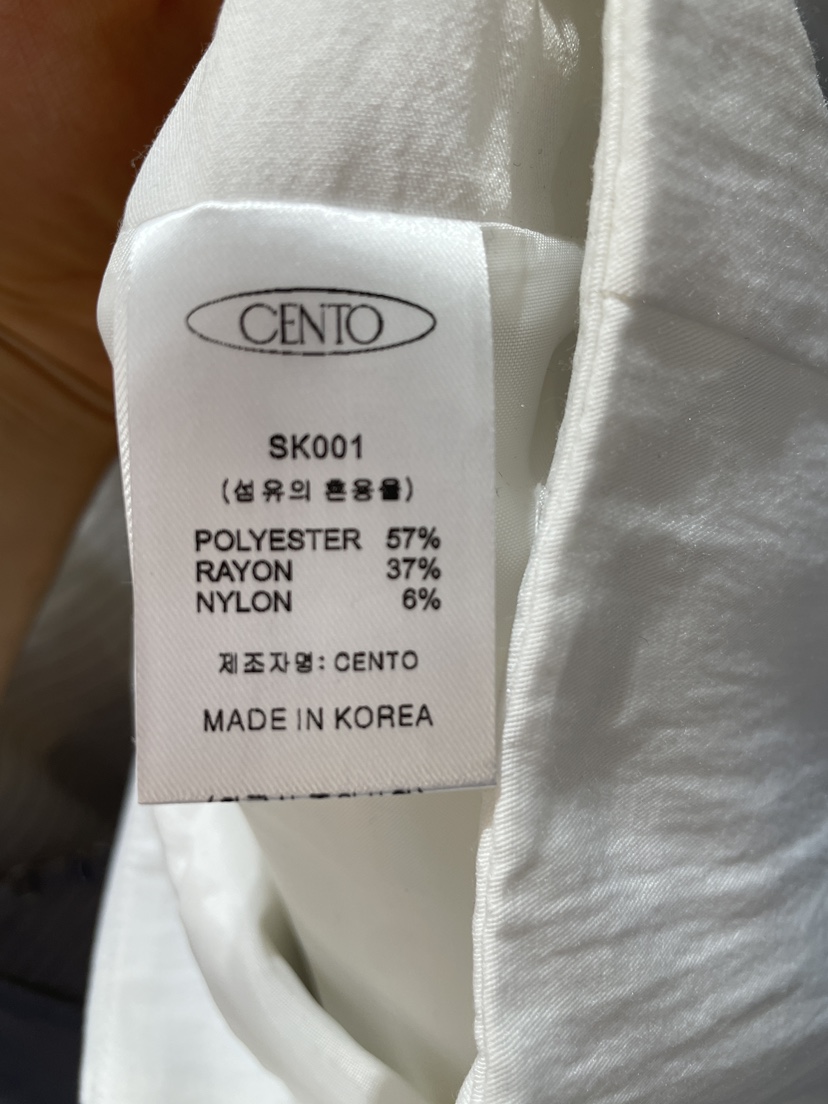 CENTO
SK001
(섬유의 혼용율)
POLYESTER 57%
RAYON 37%
NYLON 6%
제조자명: CENTO
MADE IN KOREA